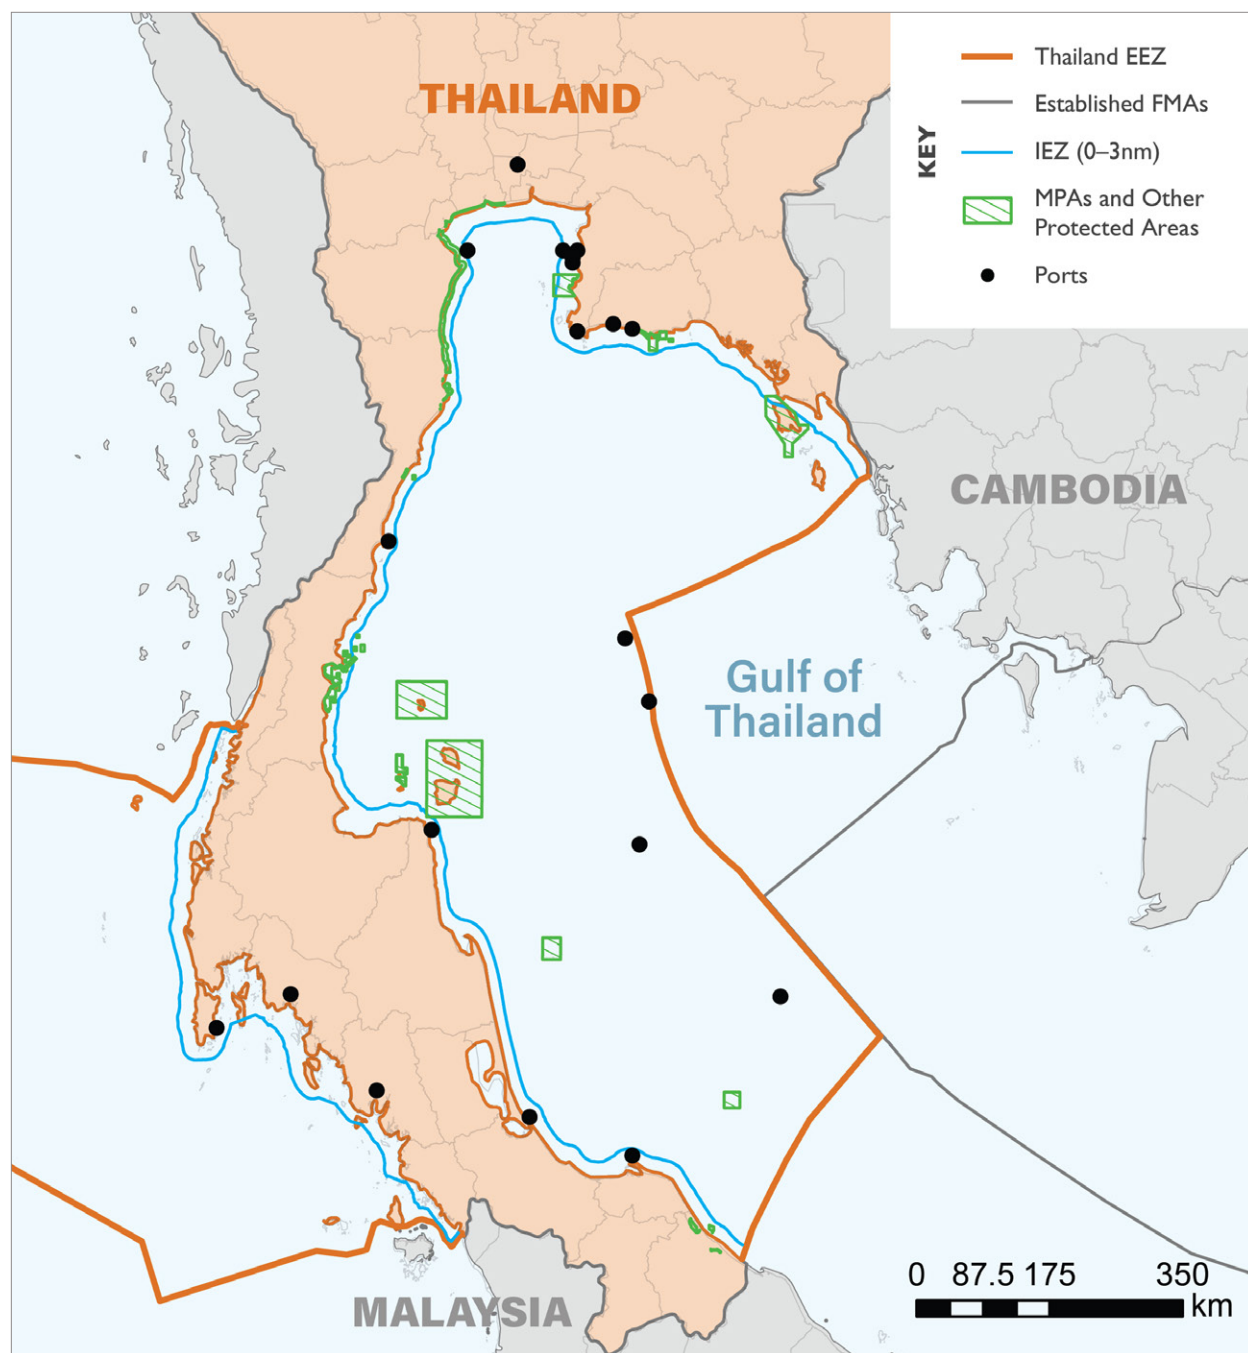 THAILAND
KEY
Thailand EEZ
Established FMAs
IEZ (0–3nm)
MPAs and Other
Protected Areas
Ports
CAMBODIA
Gulf of
Thailand
MALAYSIA
0 87.5 175 350
km